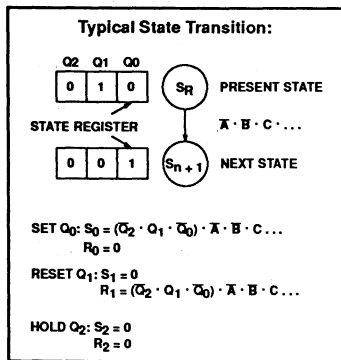 Typical State Transition:
Q2 Q1 Q0
0 1 0
S_R
PRESENT STATE
STATE REGISTER
A̅ · B̅ · C · . . .
0 0 1
S_{n + 1}
NEXT STATE
SET Q₀: S₀ = (Q̅₂ · Q₁ · Q̅₀) · A̅ · B̅ · C . . .
R₀ = 0
RESET Q₁: S₁ = 0
R₁ = (Q̅₂ · Q₁ · Q̅₀) · A̅ · B̅ · C . . .
HOLD Q₂: S₂ = 0
R₂ = 0